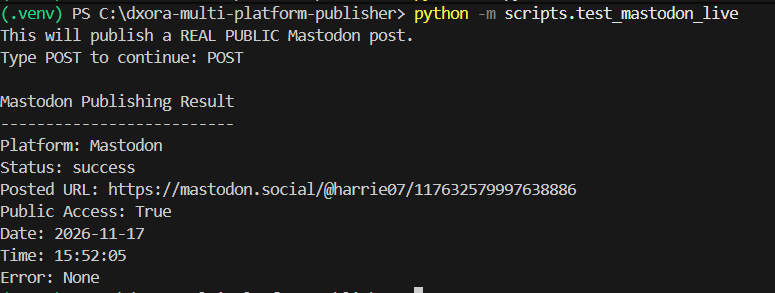 (.venv) PS C:\dxora-multi-platform-publisher> python -m scripts.test_mastodon_live
This will publish a REAL PUBLIC Mastodon post.
Type POST to continue: POST
Mastodon Publishing Result
--------------------------
Platform: Mastodon
Status: success
Posted URL: https://mastodon.social/@harrie07/117632579997638886
Public Access: True
Date: 2026-11-17
Time: 15:52:05
Error: None